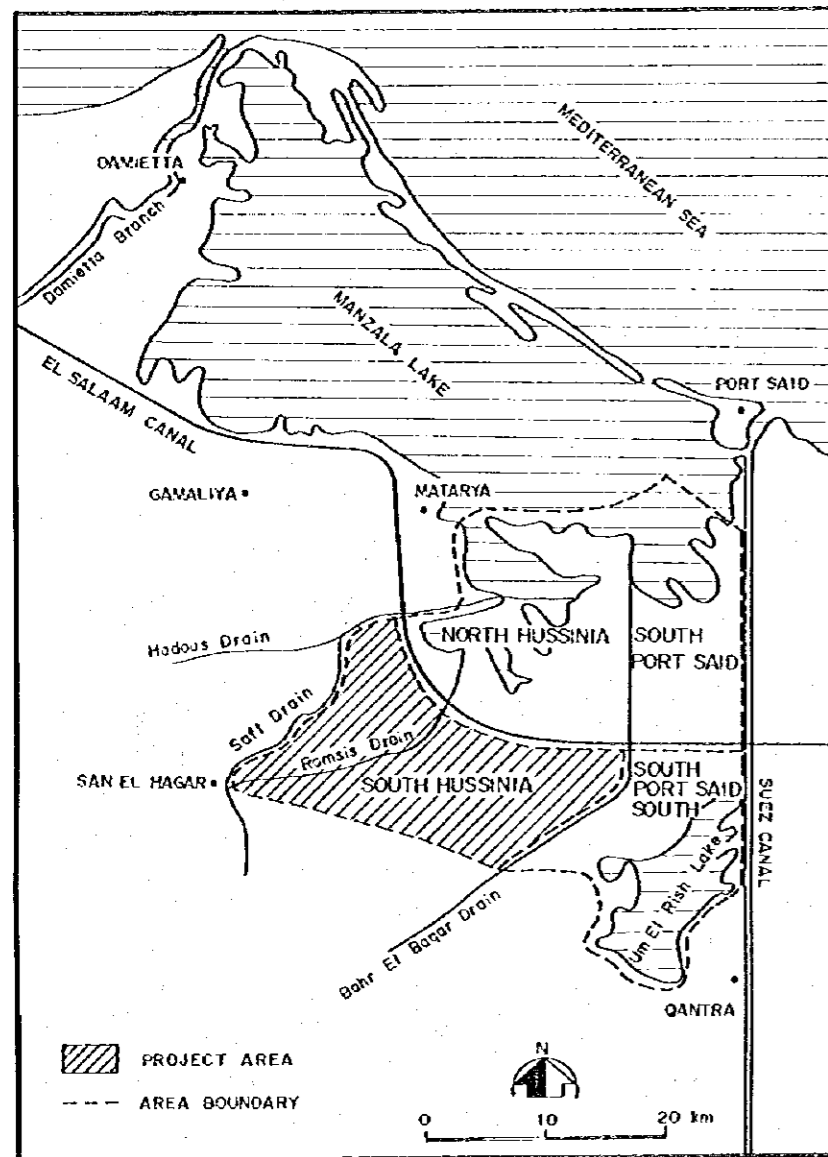 MEDITERRANEAN SEA
DAMIETTA
Damietta Branch
MANZALA LAKE
EL SALAAM CANAL
PORT SAID
GAMALIYA
MATARYA
Hadous Drain
NORTH HUSSINIA
SOUTH
PORT SAID
Saft Drain
Ramsis Drain
SAN EL HAGAR
SOUTH HUSSINIA
SOUTH
PORT SAID
SOUTH
SUEZ CANAL
Um El Rish Lake
Bahr El Baqar Drain
QANTRA
PROJECT AREA
AREA BOUNDARY
N
0 10 20 km